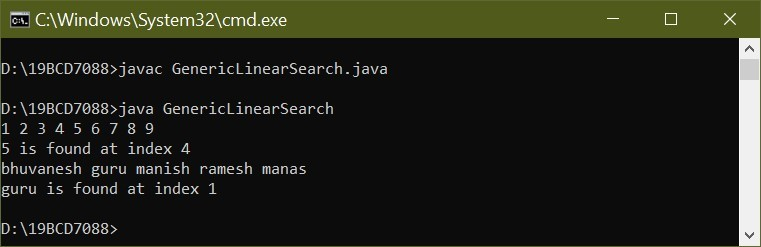 C:\Windows\System32\cmd.exe
D:\19BCD7088>javac GenericLinearSearch.java
D:\19BCD7088>java GenericLinearSearch
1 2 3 4 5 6 7 8 9
5 is found at index 4
bhuvanesh guru manish ramesh manas
guru is found at index 1
D:\19BCD7088>